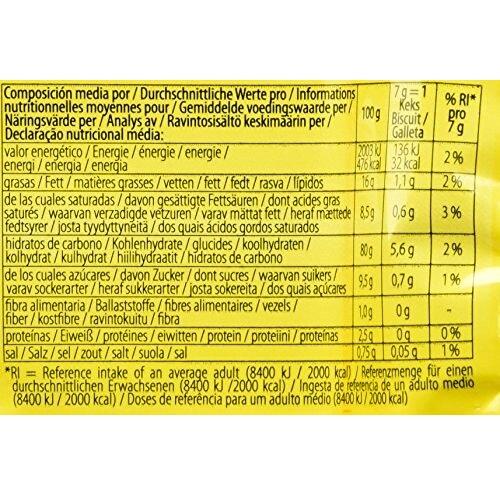 Composición media por / Durchschnittliche Werte pro / Informations
nutritionnelles moyennes pour / Gemiddelde voedingswaarde per /
Näringsvärde per / Analys av / Ravintosisältö keskimäärin per /
Declaração nutricional média:
100g
7 g = 1
Keks
Biscuit /
Galleta
% RI*
pro
7 g
valor energético / Energie / énergie / energie /
energi / energia / energia
2003 kJ
476 kcal
136 kJ
32 kcal
2 %
grasas / Fett / matières grasses / vetten / fett / fedt / rasva / lípidos
16 g
1,1 g
2 %
de las cuales saturadas / davon gesättigte Fettsäuren / dont acides gras
saturés / waarvan verzadigde vetzuren / varav mättat fett / heraf mættede
fedtsyrer / josta tyydyttyneitä / dos quais ácidos gordos saturados
8,5 g
0,6 g
3 %
hidratos de carbono / Kohlenhydrate / glucides / koolhydraten /
kolhydrat / kulhydrat / hiilihydraatit / hidratos de carbono
80 g
5,6 g
2 %
de los cuales azúcares / davon Zucker / dont sucres / waarvan suikers /
varav sockerarter / heraf sukkerarter / josta sokereita / dos quais açúcares
9,5 g
0,7 g
1 %
fibra alimentaria / Ballaststoffe / fibres alimentaires / vezels /
fiber / kostfibre / ravintokuitu / fibra
1,0 g
0 g
-
proteínas / Eiweiß / protéines / eiwitten / protein / proteiini / proteínas
2,5 g
0 g
0 %
sal / Salz / sel / zout / salt / suola / sal
0,75 g
0,05 g
1 %
*RI = Reference intake of an average adult (8400 kJ / 2000 kcal) / Referenzmenge für einen
durchschnittlichen Erwachsenen (8400 kJ /2000 kcal) / Ingesta de referencia de un adulto medio
(8400 kJ / 2000 kcal) / Doses de referência para um adulto médio (8400 kJ / 2000 kcal)